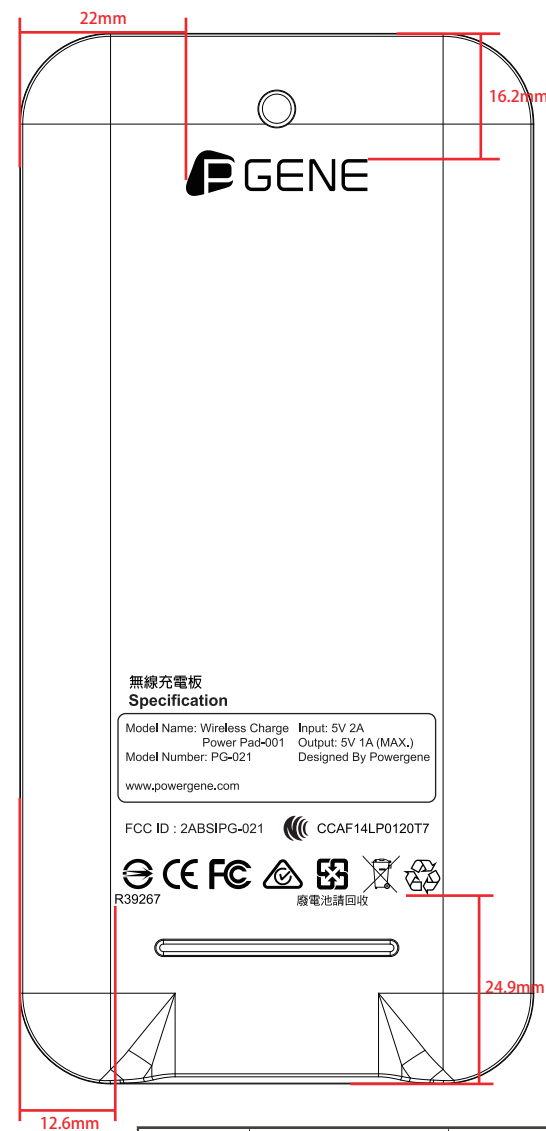 22mm
16.2mm
P GENE
無線充電板
Specification
Model Name: Wireless Charge Input: 5V 2A
Power Pad-001 Output: 5V 1A (MAX.)
Model Number: PG-021 Designed By Powergene
www.powergene.com
FCC ID : 2ABSIPG-021 CCAF14LP0120T7
CE FC
R39267 廢電池請回收
24.9mm
12.6mm